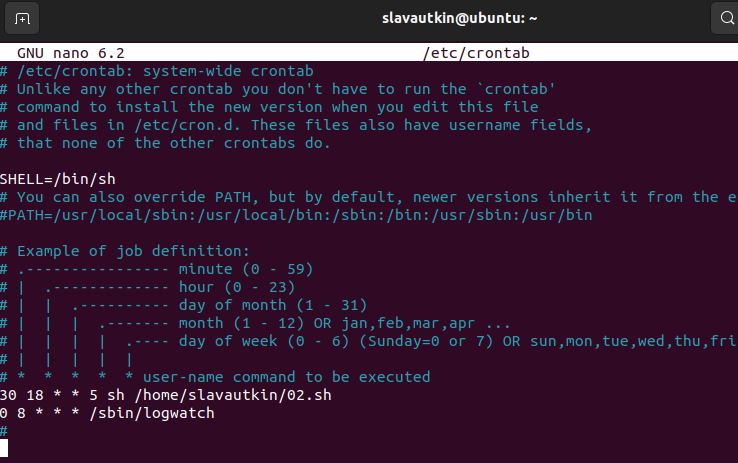 slavautkin@ubuntu: ~
GNU nano 6.2 /etc/crontab
# /etc/crontab: system-wide crontab
# Unlike any other crontab you don't have to run the `crontab'
# command to install the new version when you edit this file
# and files in /etc/cron.d. These files also have username fields,
# that none of the other crontabs do.
SHELL=/bin/sh
# You can also override PATH, but by default, newer versions inherit it from the e
#PATH=/usr/local/sbin:/usr/local/bin:/sbin:/bin:/usr/sbin:/usr/bin
# Example of job definition:
# .---------------- minute (0 - 59)
# |  .------------- hour (0 - 23)
# |  |  .---------- day of month (1 - 31)
# |  |  |  .------- month (1 - 12) OR jan,feb,mar,apr ...
# |  |  |  |  .---- day of week (0 - 6) (Sunday=0 or 7) OR sun,mon,tue,wed,thu,fri
# |  |  |  |  |
# *  *  *  *  * user-name command to be executed
30 18 * * 5 sh /home/slavautkin/02.sh
0 8 * * * /sbin/logwatch
#